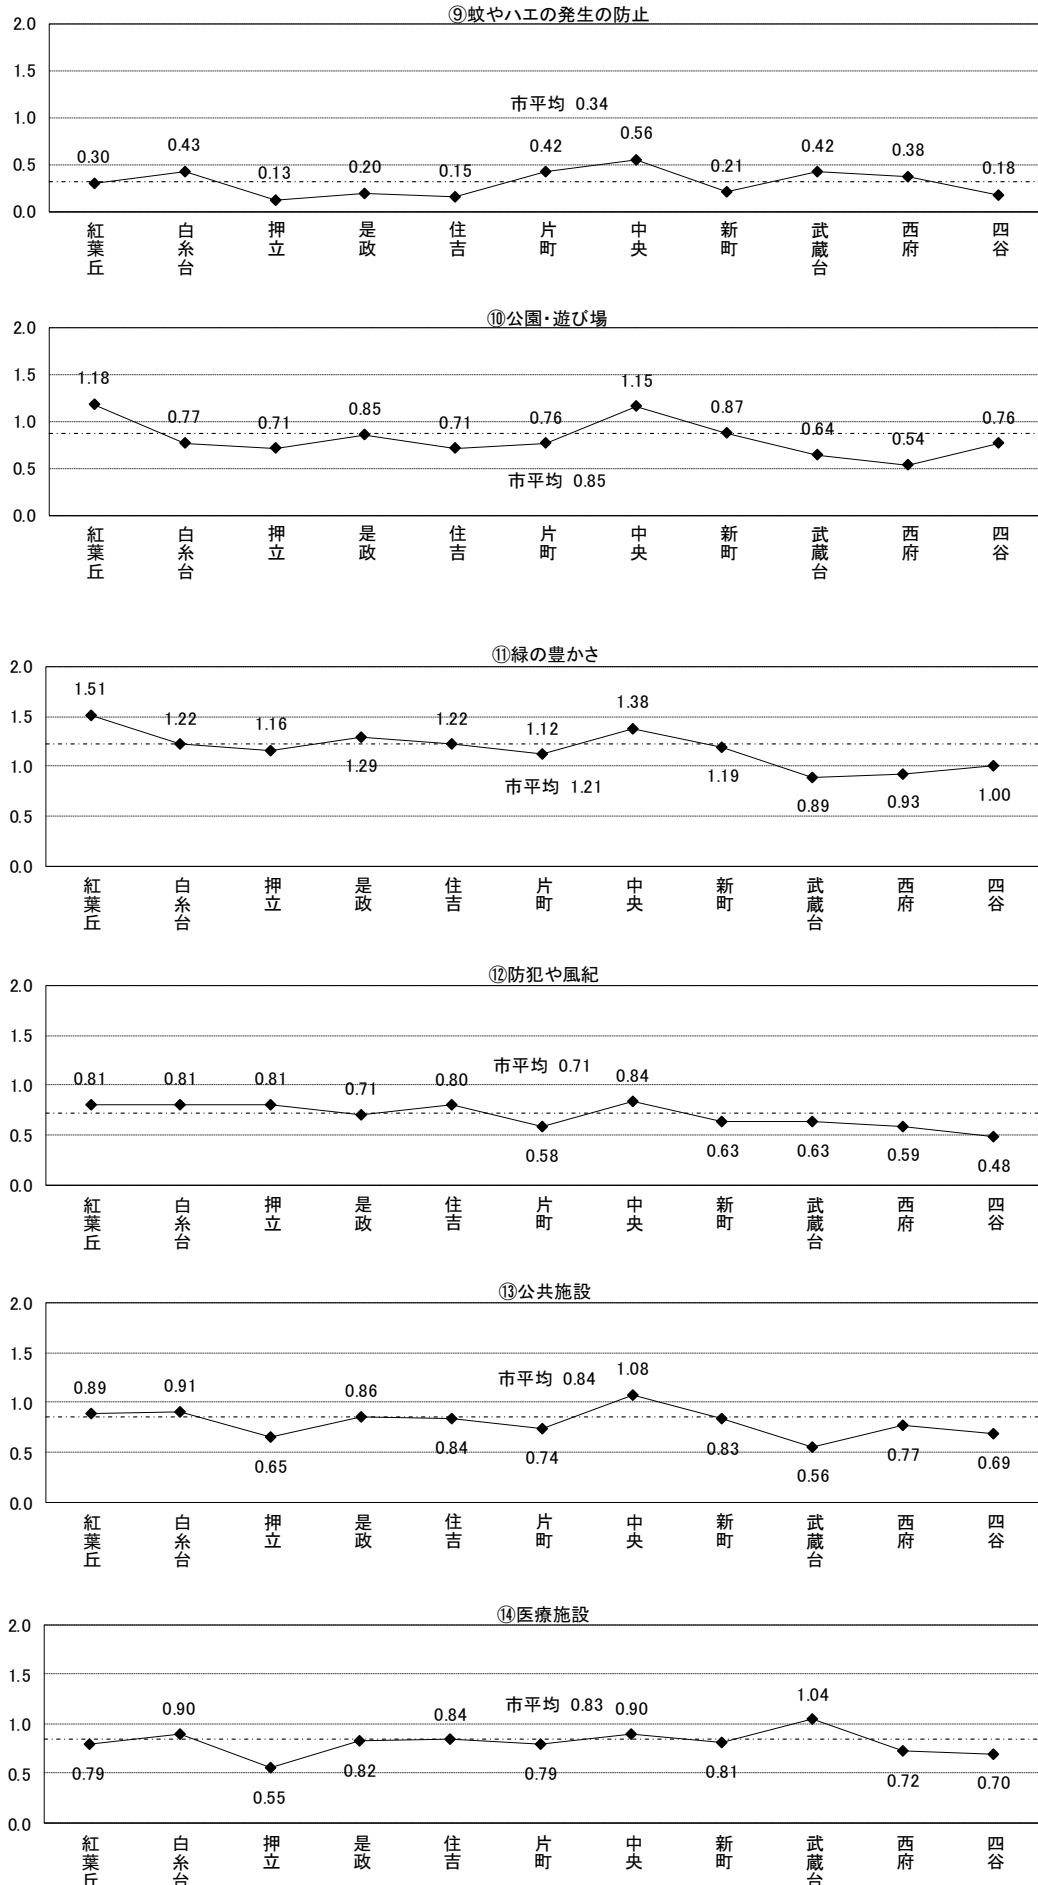 ⑨蚊やハエの発生の防止
2.0
1.5
1.0
0.5
0.0
市平均 0.34
0.30 0.43 0.13 0.20 0.15 0.42 0.56 0.21 0.42 0.38 0.18
紅葉丘 白糸台 押立 是政 住吉 片町 中央 新町 武蔵台 西府 四谷
⑩公園・遊び場
2.0
1.5
1.0
0.5
0.0
1.18 0.77 0.71 0.85 0.71 0.76 1.15 0.87 0.64 0.54 0.76
市平均 0.85
紅葉丘 白糸台 押立 是政 住吉 片町 中央 新町 武蔵台 西府 四谷
⑪緑の豊かさ
2.0
1.5
1.0
0.5
0.0
1.51 1.22 1.16 1.29 1.22 1.12 1.38 1.19 0.89 0.93 1.00
市平均 1.21
紅葉丘 白糸台 押立 是政 住吉 片町 中央 新町 武蔵台 西府 四谷
⑫防犯や風紀
2.0
1.5
1.0
0.5
0.0
市平均 0.71
0.81 0.81 0.81 0.71 0.80 0.58 0.84 0.63 0.63 0.59 0.48
紅葉丘 白糸台 押立 是政 住吉 片町 中央 新町 武蔵台 西府 四谷
⑬公共施設
2.0
1.5
1.0
0.5
0.0
市平均 0.84
0.89 0.91 0.65 0.86 0.84 0.74 1.08 0.83 0.56 0.77 0.69
紅葉丘 白糸台 押立 是政 住吉 片町 中央 新町 武蔵台 西府 四谷
⑭医療施設
2.0
1.5
1.0
0.5
0.0
市平均 0.83
0.79 0.90 0.55 0.82 0.84 0.79 0.90 0.81 1.04 0.72 0.70
紅葉丘 白糸台 押立 是政 住吉 片町 中央 新町 武蔵台 西府 四谷